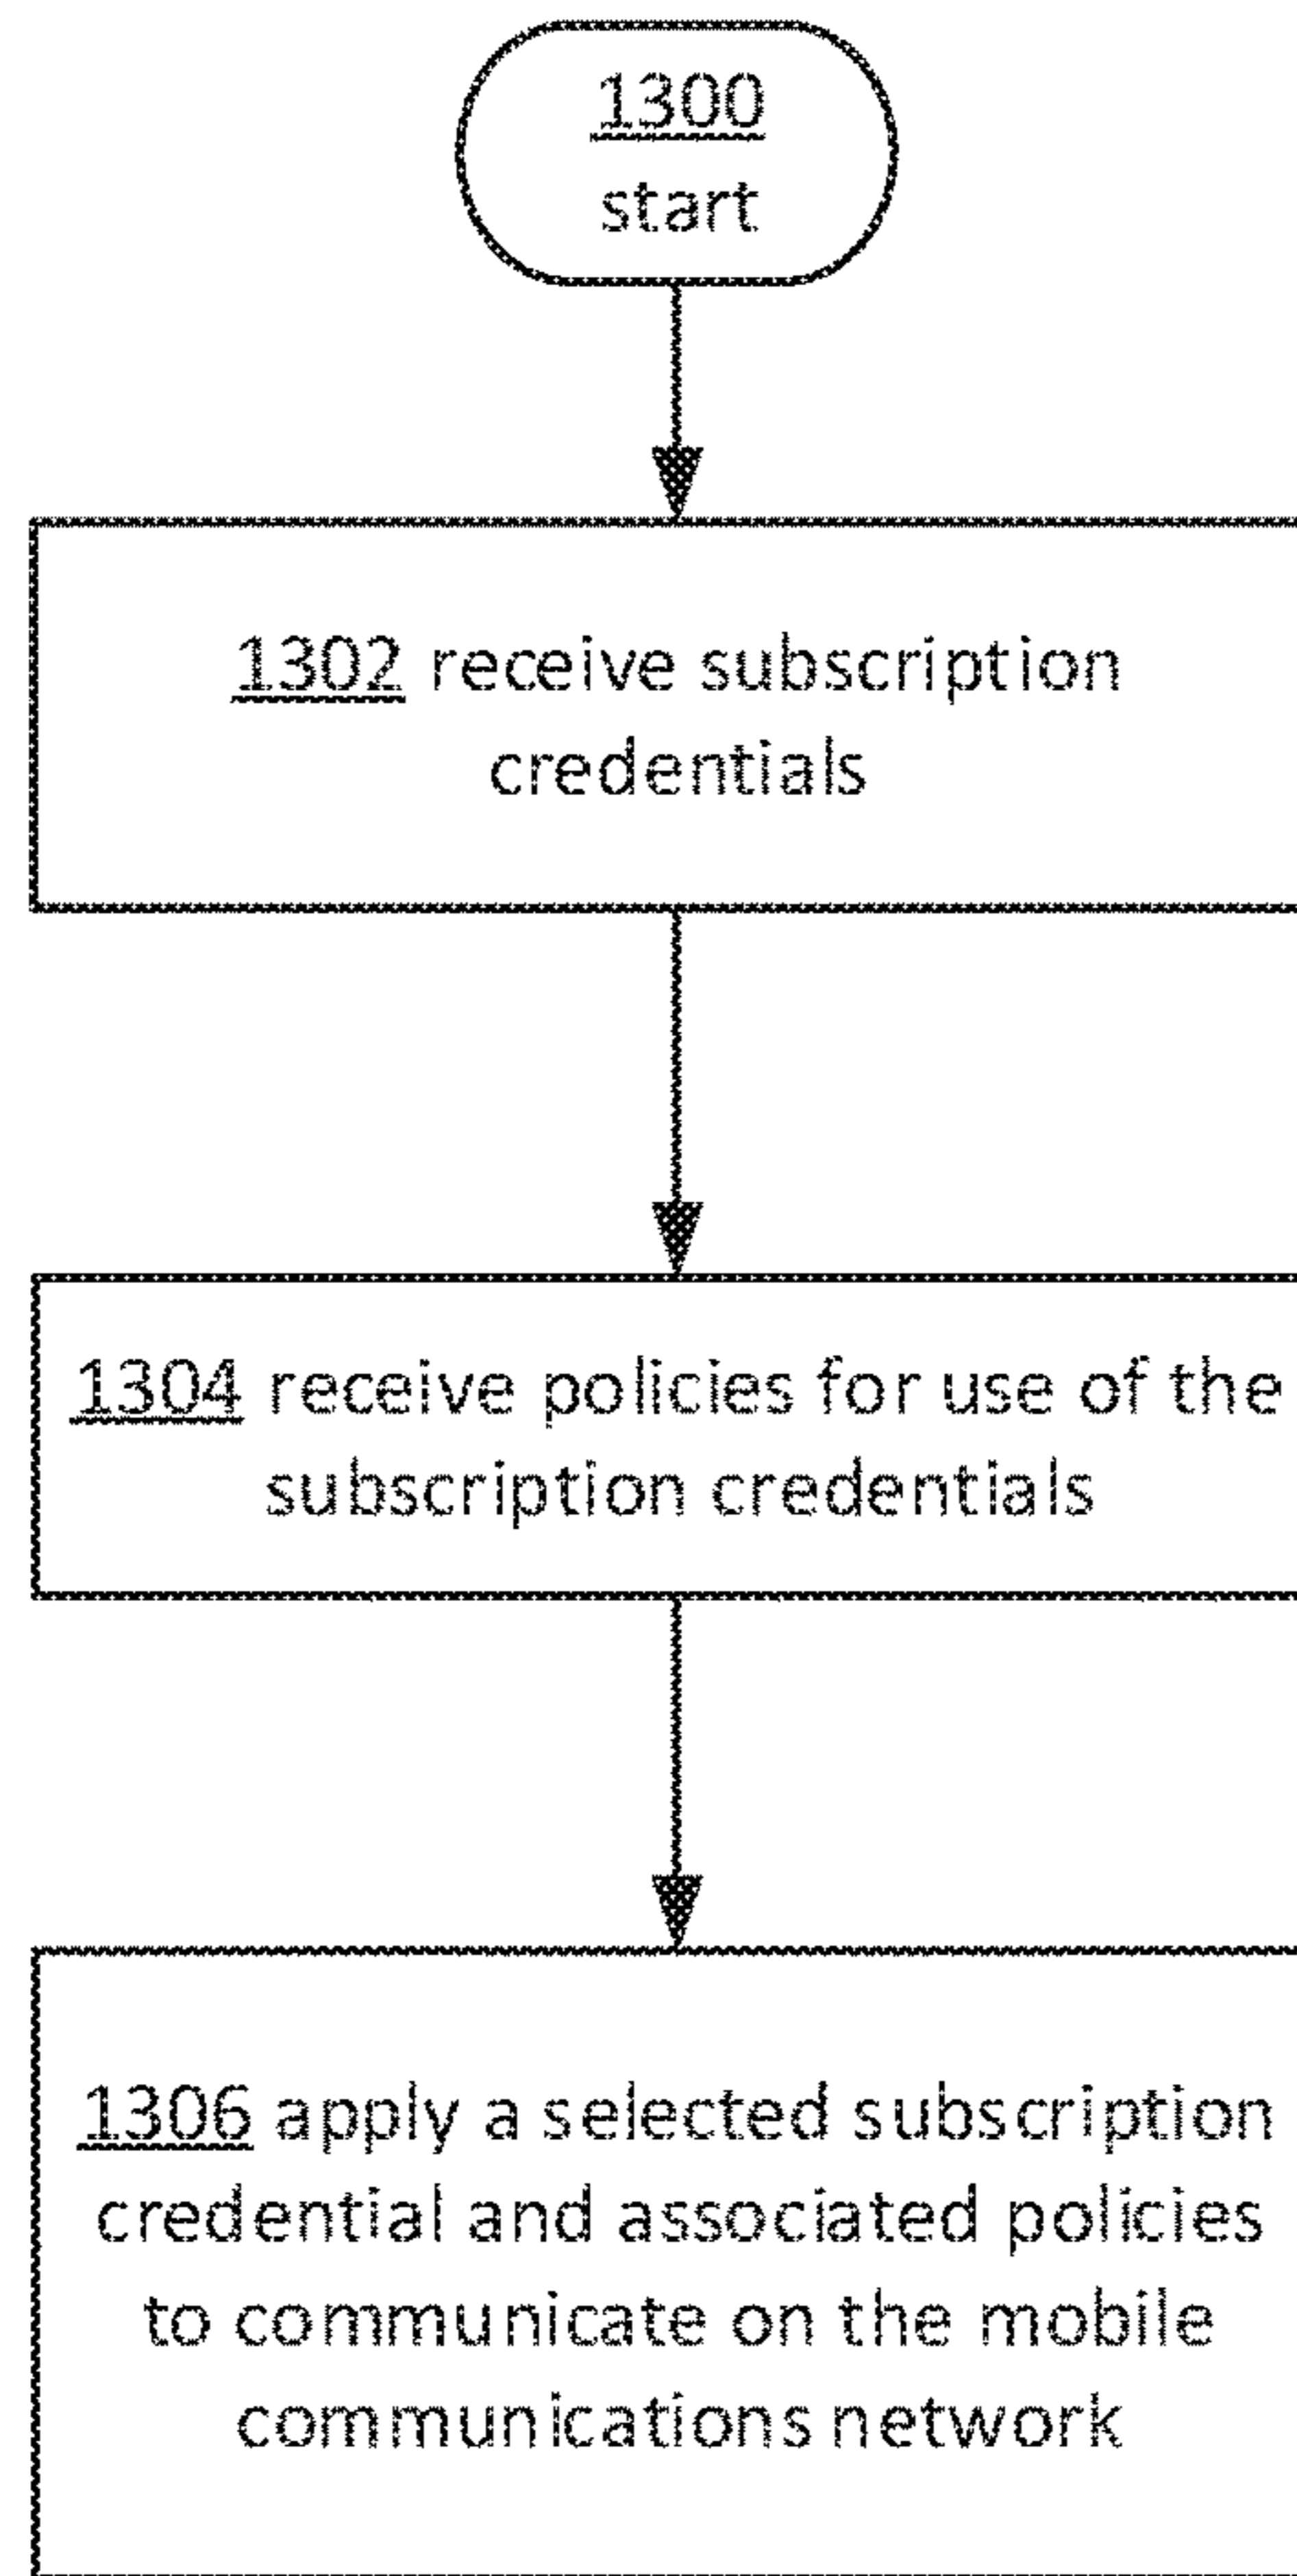 1300
start
1302 receive subscription
credentials
1304 receive policies for use of the
subscription credentials
1306 apply a selected subscription
credential and associated policies
to communicate on the mobile
communications network